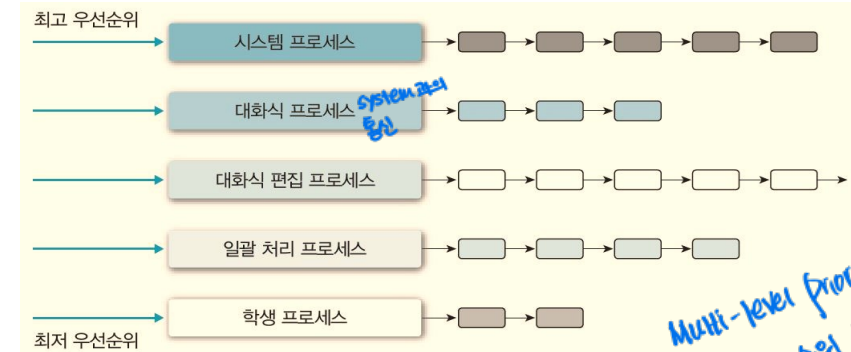 최고 우선순위
시스템 프로세스
대화식 프로세스
system과의
통신
대화식 편집 프로세스
일괄 처리 프로세스
학생 프로세스
최저 우선순위
Multi-level